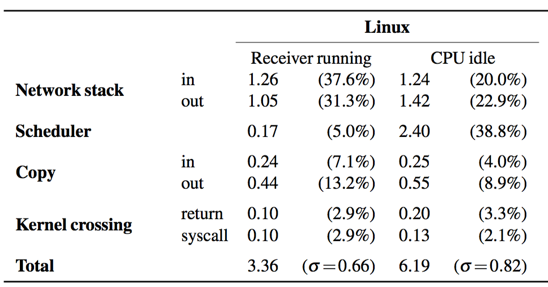 Linux
Receiver running CPU idle
Network stack in 1.26 (37.6%) 1.24 (20.0%)
out 1.05 (31.3%) 1.42 (22.9%)
Scheduler 0.17 (5.0%) 2.40 (38.8%)
Copy in 0.24 (7.1%) 0.25 (4.0%)
out 0.44 (13.2%) 0.55 (8.9%)
Kernel crossing return 0.10 (2.9%) 0.20 (3.3%)
syscall 0.10 (2.9%) 0.13 (2.1%)
Total 3.36 (σ=0.66) 6.19 (σ=0.82)